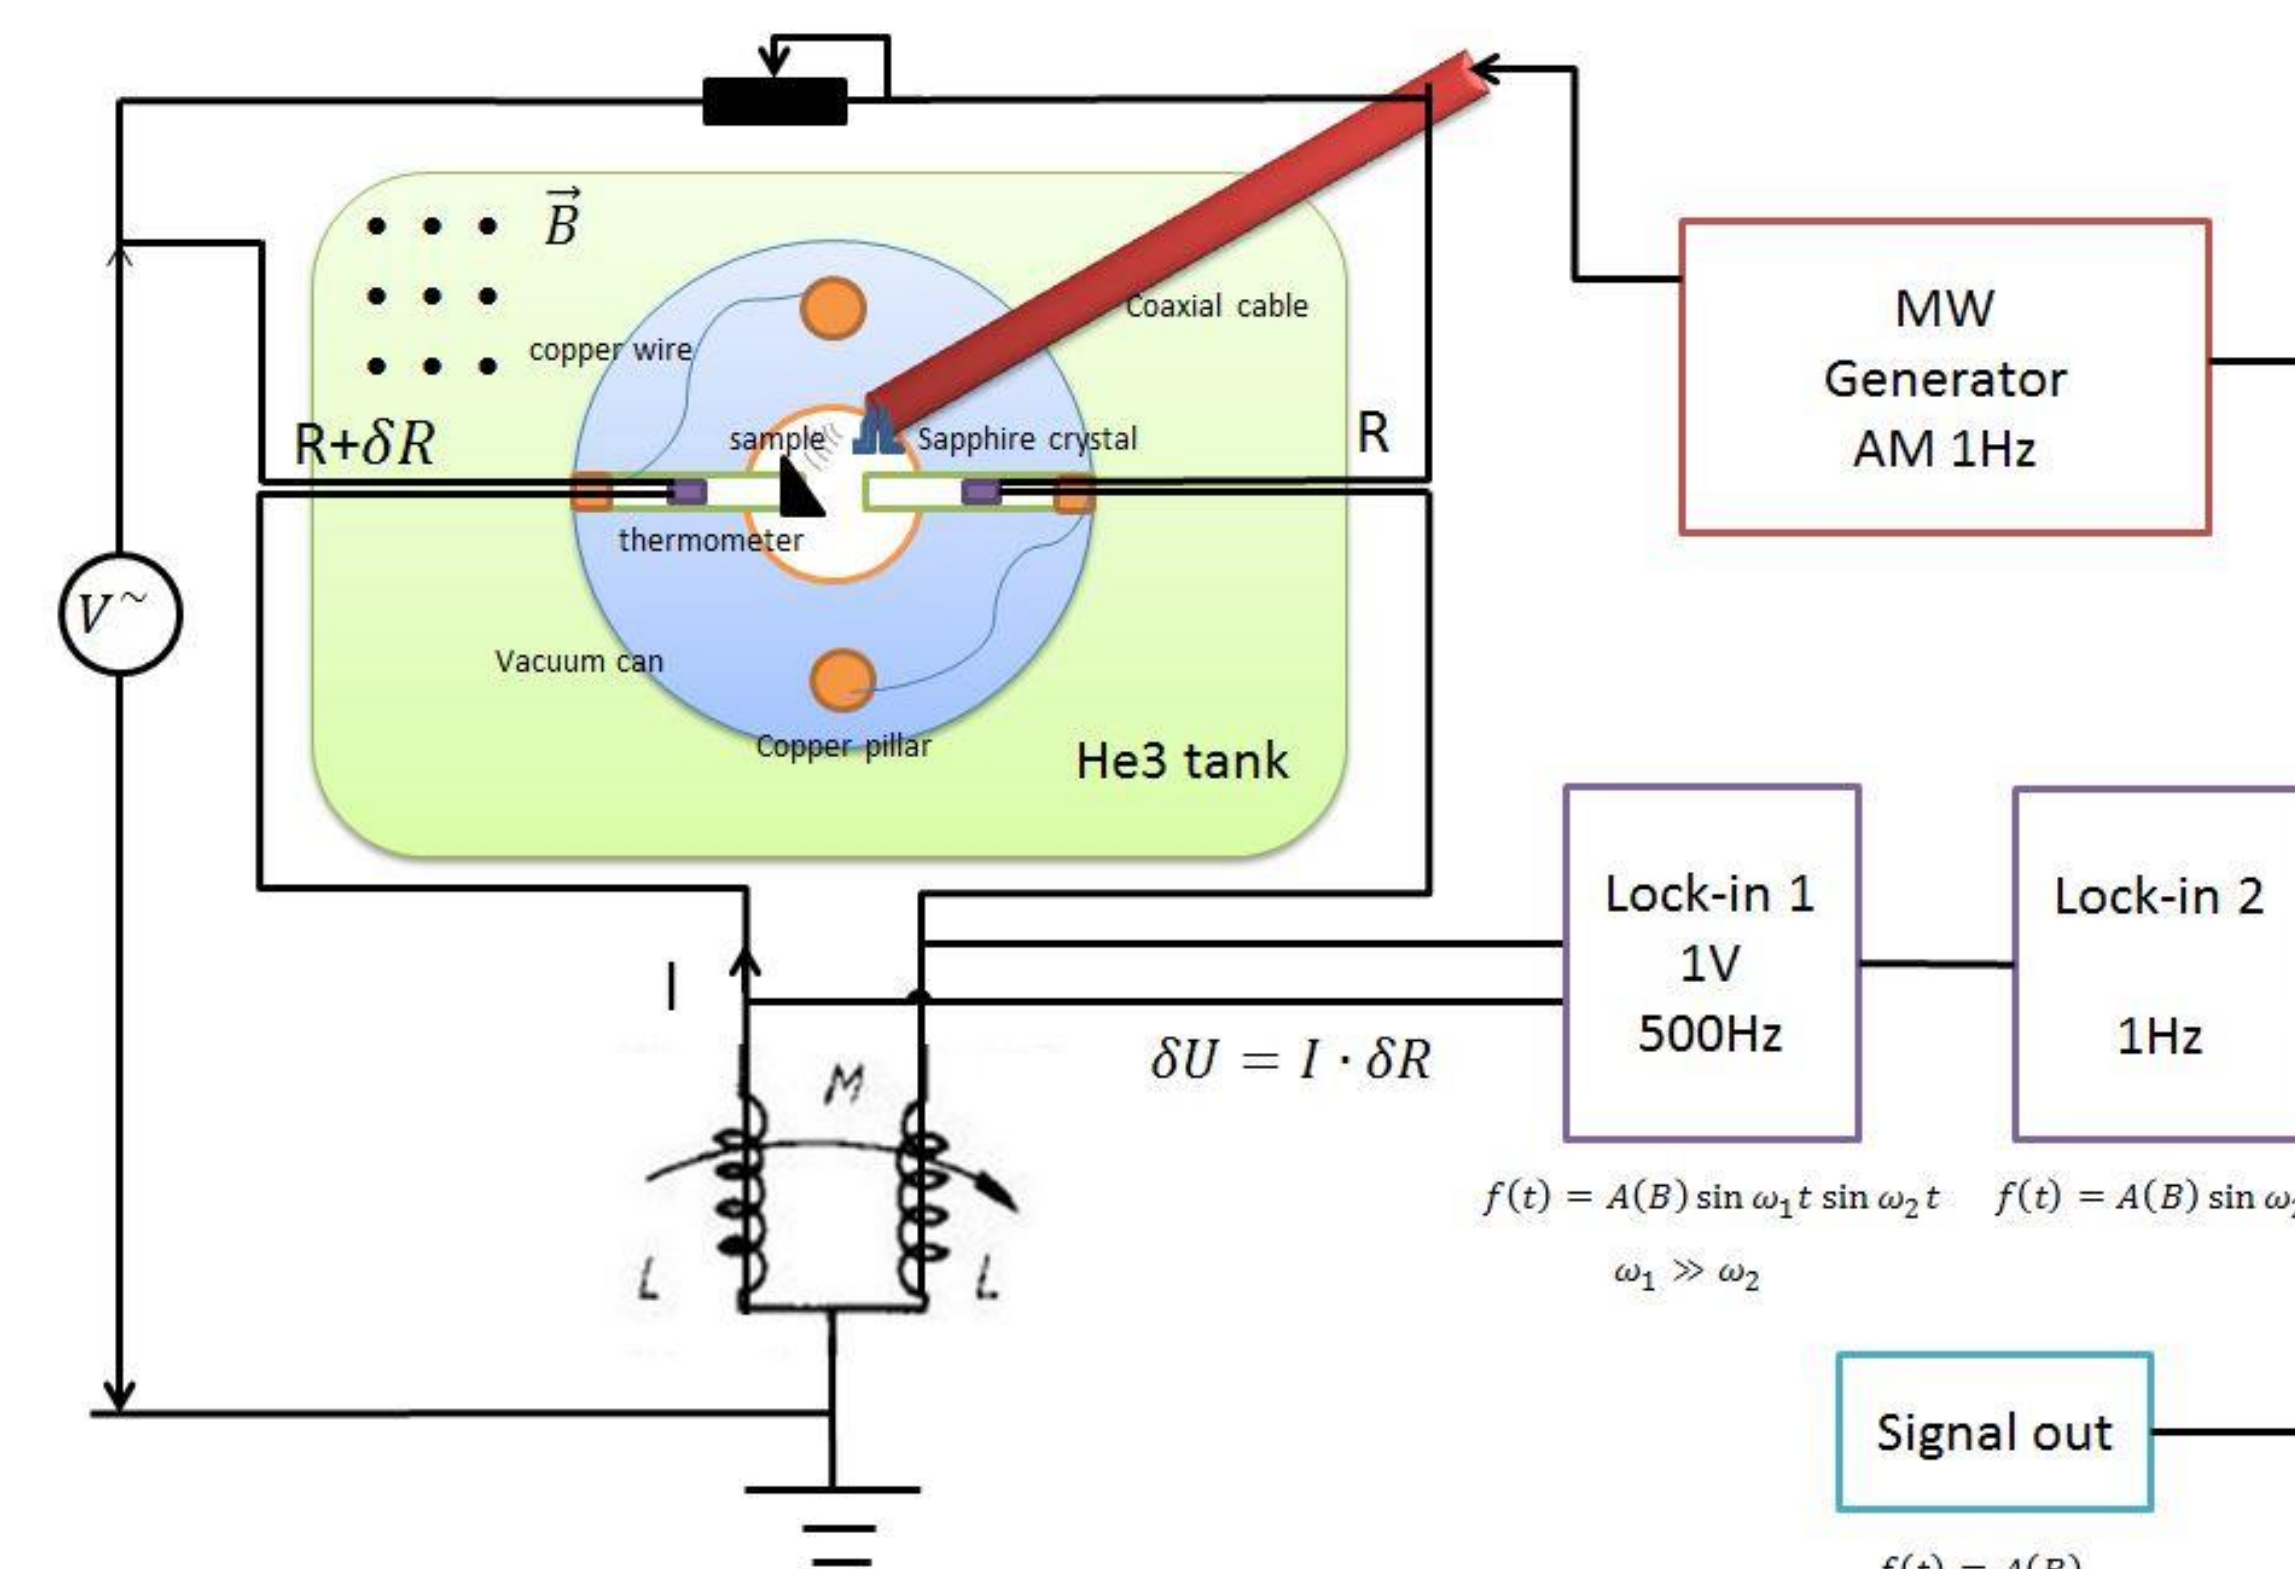 B⃗
Coaxial cable
copper wire
MW
Generator
AM 1Hz
R+δR
sample
Sapphire crystal
R
thermometer
V~
Vacuum can
Copper pillar
He3 tank
Lock-in 1
1V
500Hz
Lock-in 2
1Hz
I
δU = I · δR
M
L
L
f(t) = A(B) sin ω₁t sin ω₂t
ω₁ ≫ ω₂
f(t) = A(B) sin ω₂
Signal out
f(t) = A(B)